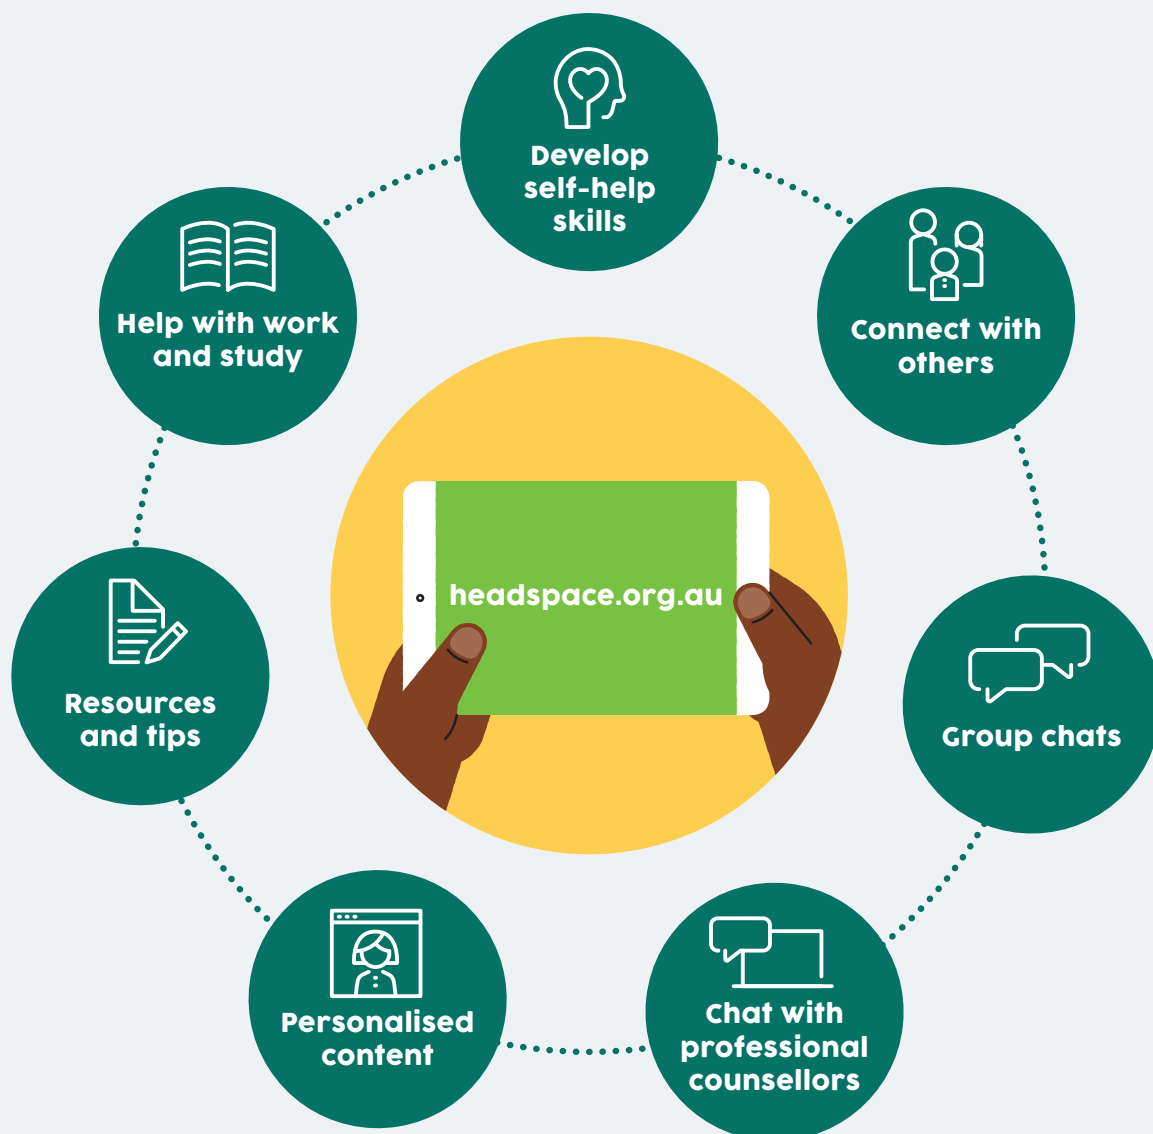 Develop
self-help
skills
Connect with
others
Group chats
Chat with
professional
counsellors
Personalised
content
Resources
and tips
Help with work
and study
headspace.org.au